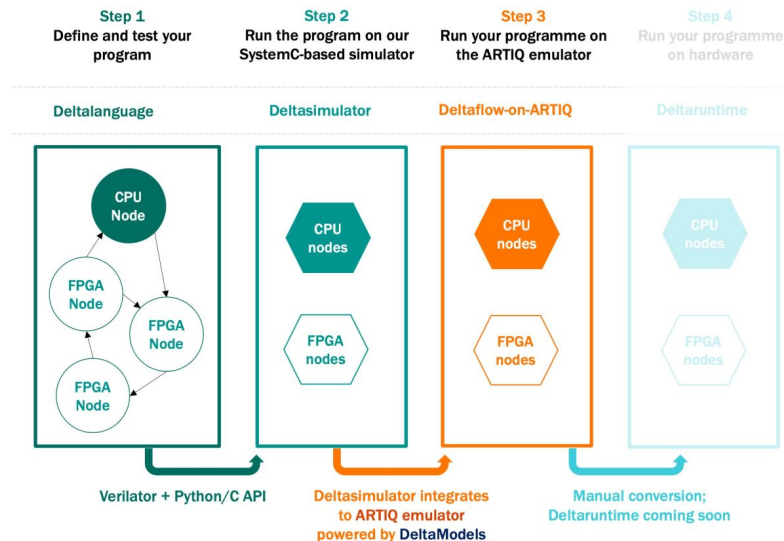 Step 1
Define and test your
program
Step 2
Run the program on our
SystemC-based simulator
Step 3
Run your programme on
the ARTIQ emulator
Step 4
Run your programme
on hardware
Deltalanguage
Deltasimulator
Deltaflow-on-ARTIQ
Deltaruntime
CPU
Node
FPGA
Node
FPGA
Node
FPGA
Node
CPU
nodes
FPGA
nodes
CPU
nodes
FPGA
nodes
CPU
nodes
FPGA
nodes
Verilator + Python/C API
Deltasimulator integrates
to ARTIQ emulator
powered by DeltaModels
Manual conversion;
Deltaruntime coming soon